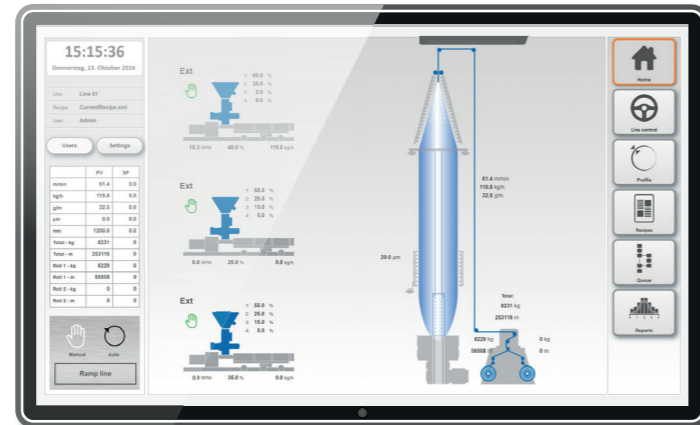 15:15:36
Donnerstag, 13. Oktober 2016
Line Line 01
Recipe CurrentRecipe.xml
User Admin
Users Settings
PV SP
m/min 61.4 0.0
kg/h 119.8 0.0
g/m 32.5 0.0
µm 0.0 0.0
mm 1200.0 0.0
Total - kg 8231 0
Total - m 253116 0
Roll 1 - kg 8229 0
Roll 1 - m 56508 0
Roll 2 - kg 0 0
Roll 2 - m 0 0
Manual Auto
Ramp line
Ext
1: 55.0 %
2: 25.0 %
4: 5.0 %
10.3 RPM 40.0 % 119.8 kg/h
Ext
1: 55.0 %
2: 25.0 %
3: 15.0 %
4: 5.0 %
0.0 RPM 25.0 % 0.0 kg/h
Ext
1: 55.0 %
2: 25.0 %
3: 15.0 %
4: 5.0 %
0.0 RPM 35.0 % 0.0 kg/h
61.4 m/min
119.8 kg/h
32.5 g/m
29.0 µm
Total:
8231 kg
253116 m
8229 kg 0 kg
56508 m 0 m
Home
Line control
Profile
Recipes
Queue
Reports